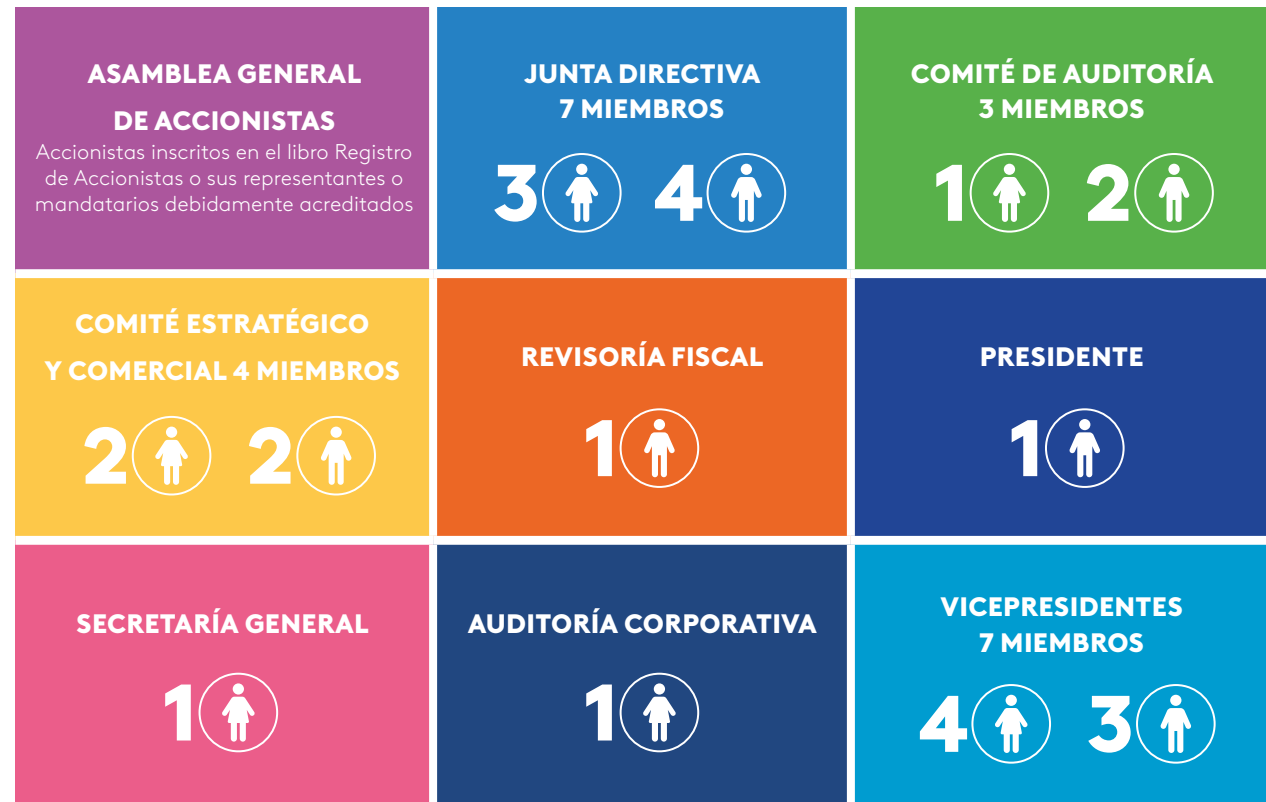 ASAMBLEA GENERAL
DE ACCIONISTAS
Accionistas inscritos en el libro Registro
de Accionistas o sus representantes o
mandatarios debidamente acreditados
JUNTA DIRECTIVA
7 MIEMBROS
3 4
COMITÉ DE AUDITORÍA
3 MIEMBROS
1 2
COMITÉ ESTRATÉGICO
Y COMERCIAL 4 MIEMBROS
2 2
REVISORÍA FISCAL
1
PRESIDENTE
1
SECRETARÍA GENERAL
1
AUDITORÍA CORPORATIVA
1
VICEPRESIDENTES
7 MIEMBROS
4 3